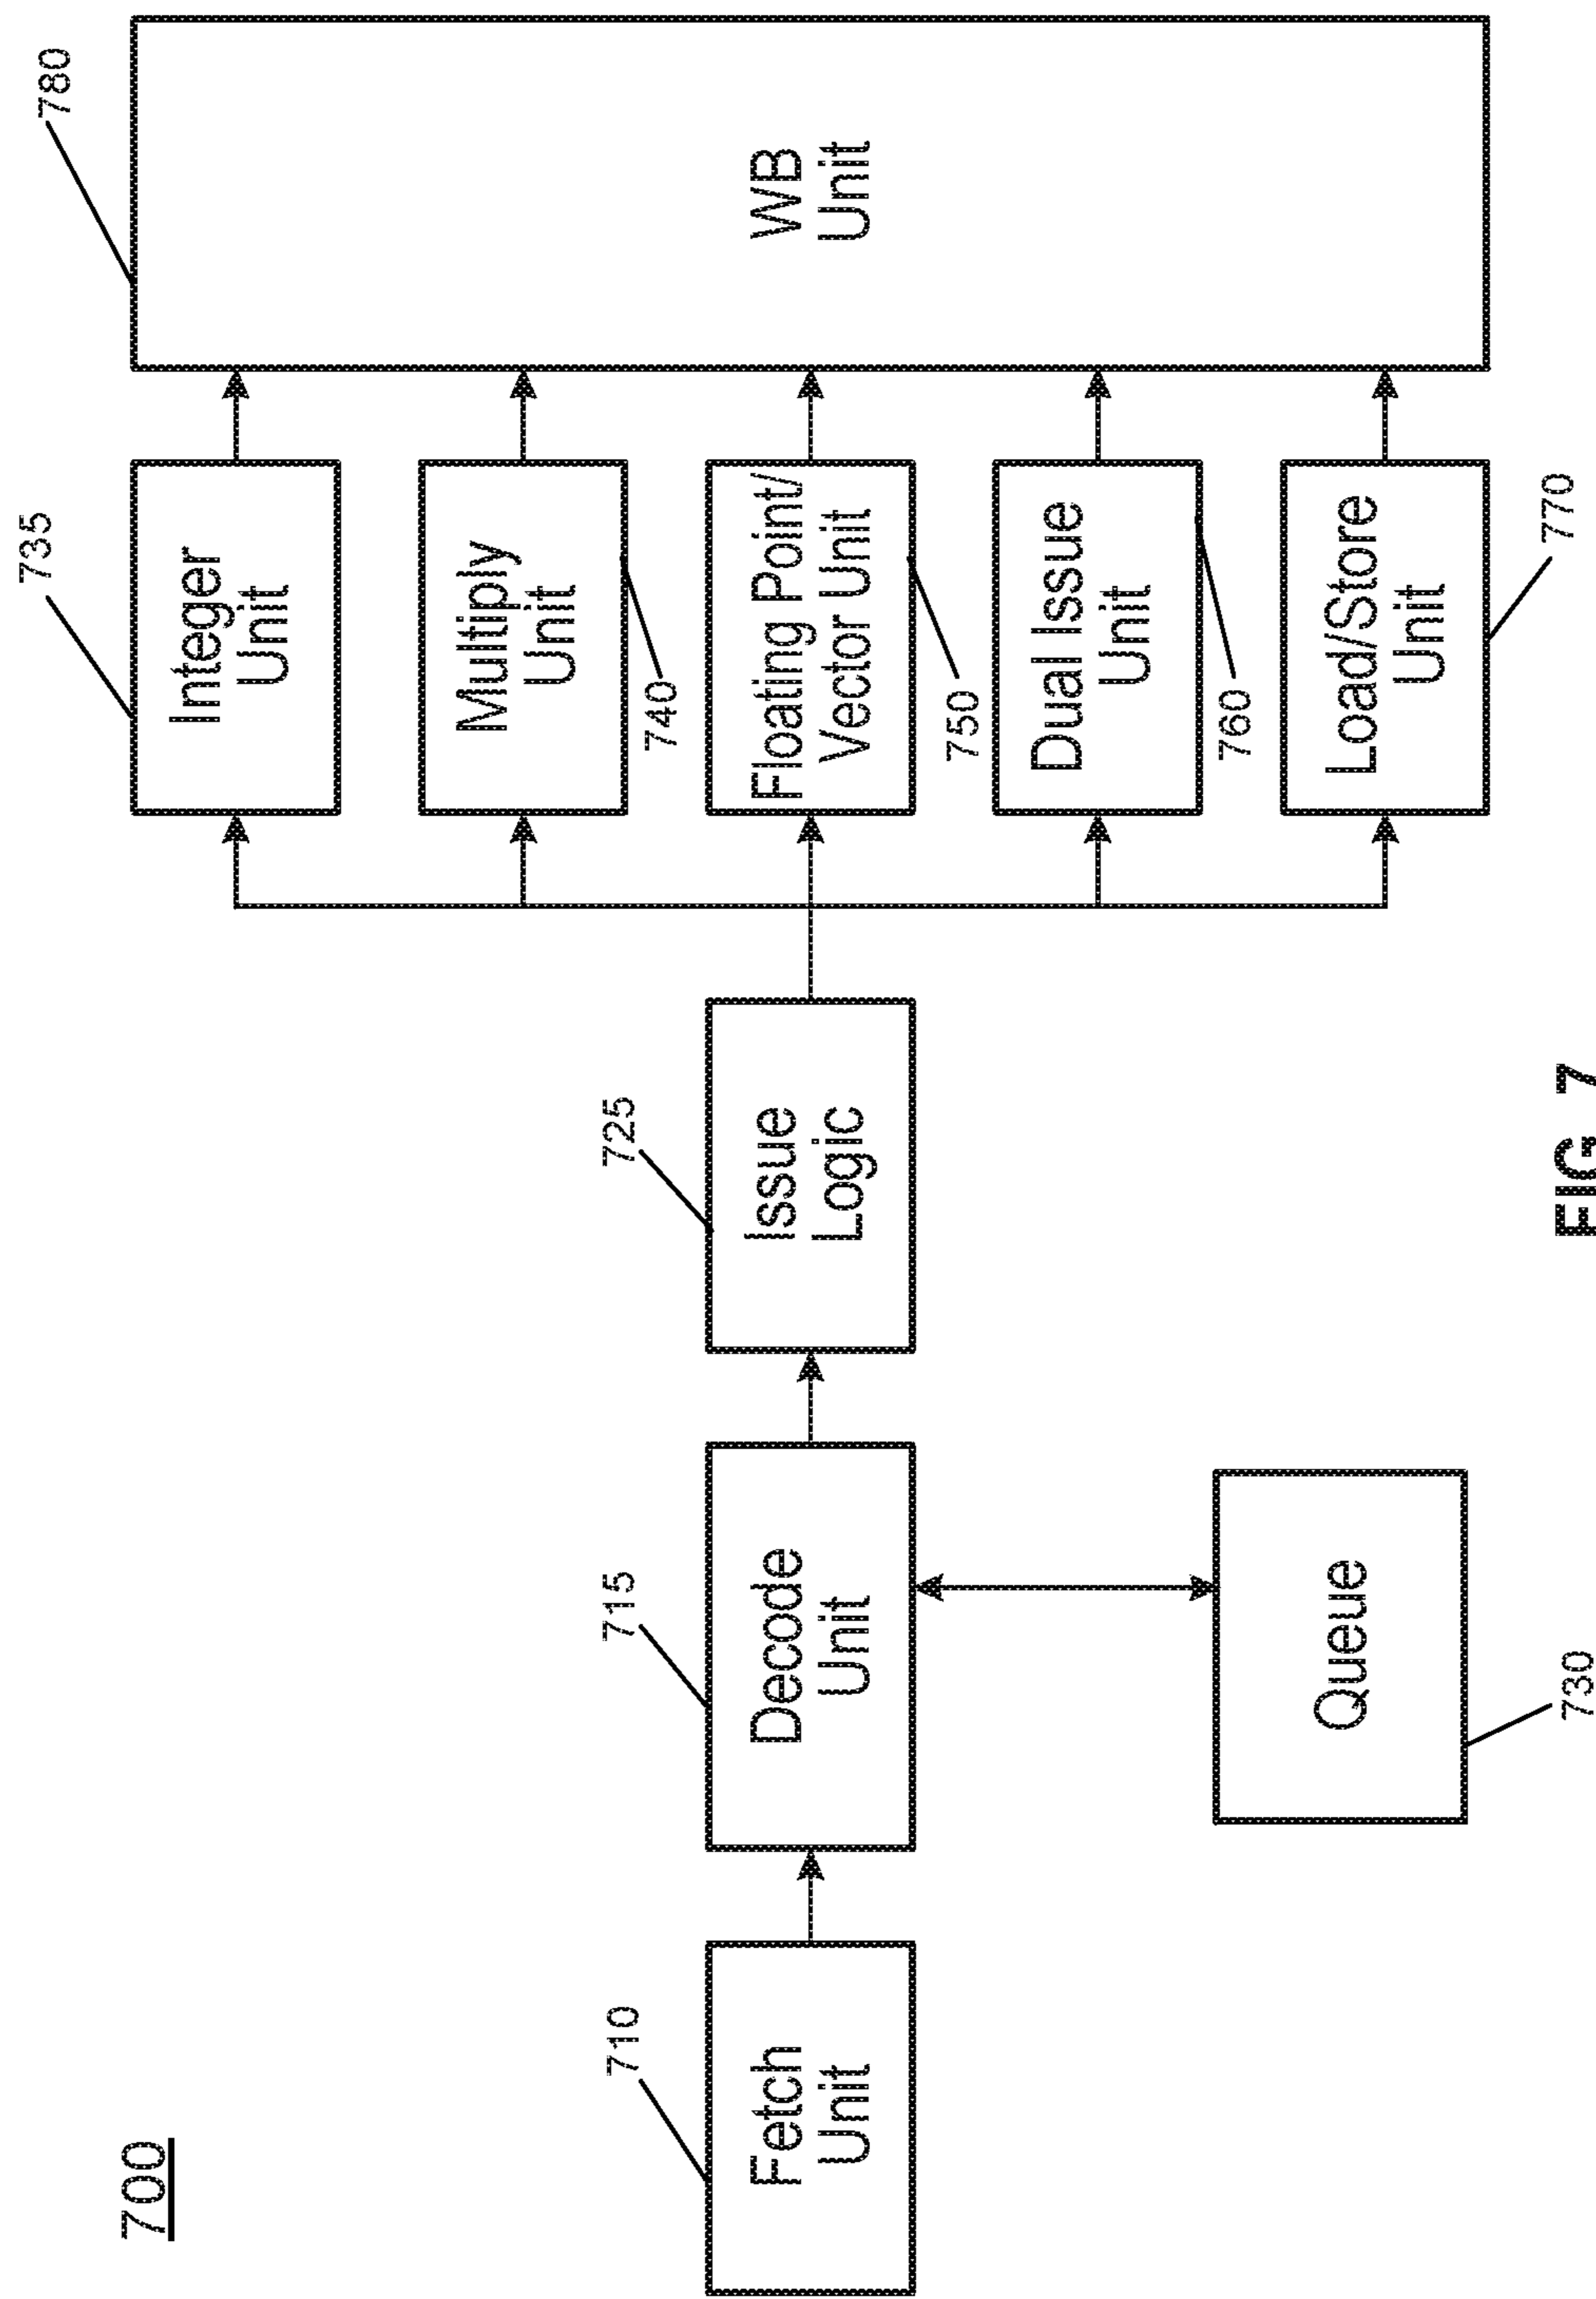 700
710
Fetch
Unit
715
Decode
Unit
Queue
730
725
Issue
Logic
735
Integer
Unit
Multiply
Unit
740
Floating Point/
Vector Unit
750
Dual Issue
Unit
760
Load/Store
Unit
770
780
WB
Unit
FIG. 7